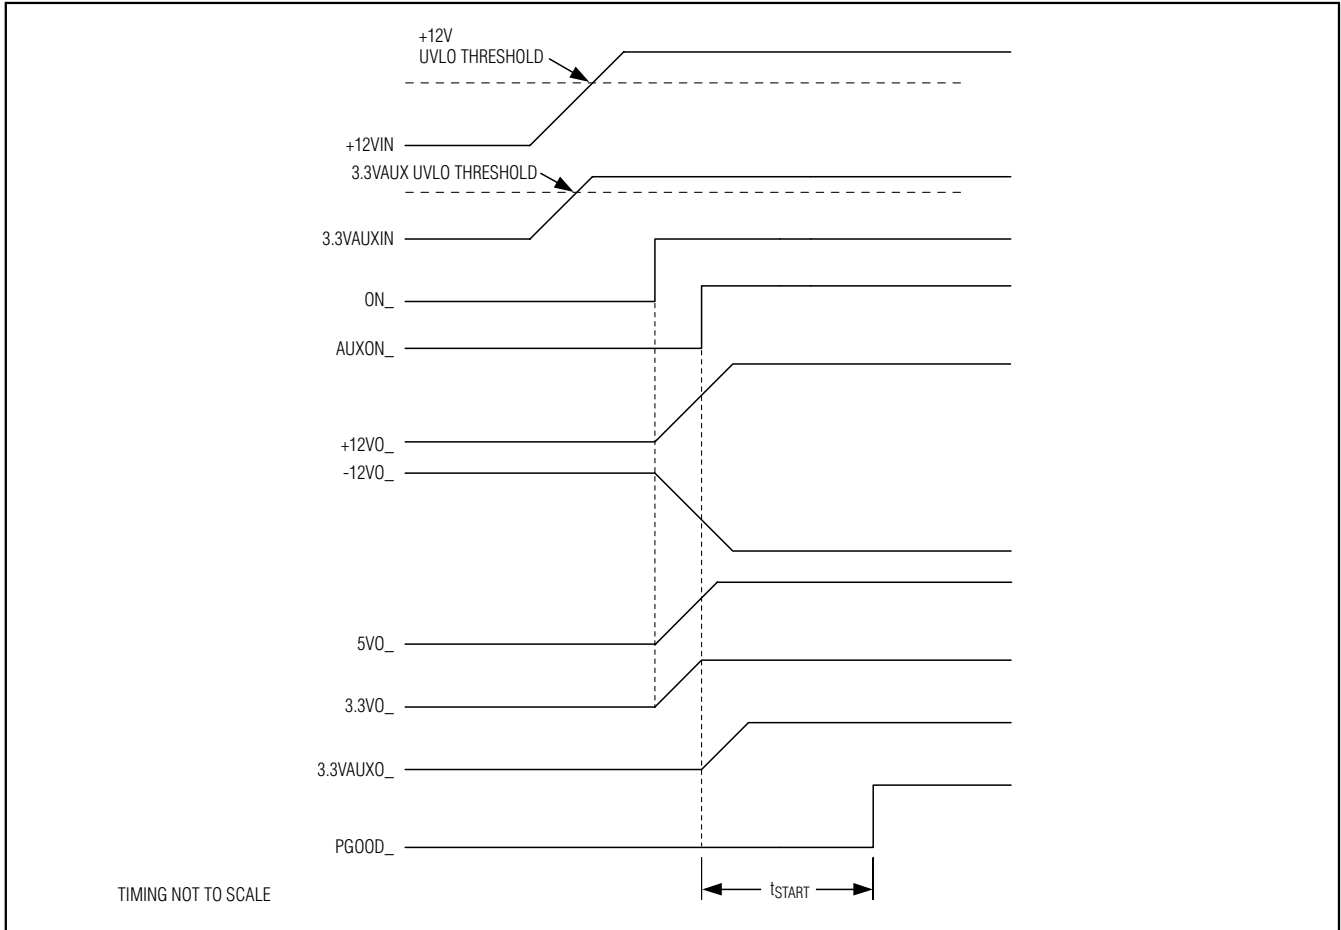 +12V
UVLO THRESHOLD
+12VIN
3.3VAUX UVLO THRESHOLD
3.3VAUXIN
ON_
AUXON_
+12VO_
-12VO_
5VO_
3.3VO_
3.3VAUXO_
PGOOD_
tSTART
TIMING NOT TO SCALE